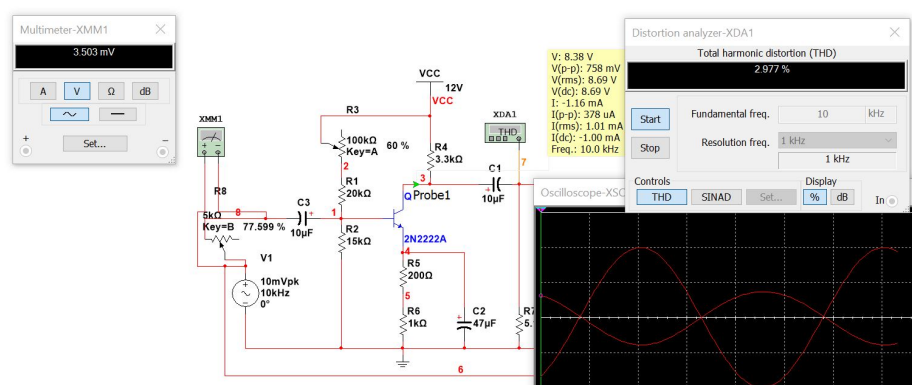 Multimeter-XMM1
3.503 mV
A
V
Ω
dB
+
Set...
–
XMM1
R8
5kΩ
Key=B
77.599 %
8
C3
+
10µF
V1
10mVpk
10kHz
0°
VCC
12V
VCC
R3
100kΩ
Key=A
60 %
2
R1
20kΩ
1
R2
15kΩ
R4
3.3kΩ
3
Probe1
Q
2N2222A
4
R5
200Ω
5
R6
1kΩ
C2
+
47µF
C1
+
10µF
XDA1
THD
7
R7
5.
6
V: 8.38 V
V(p-p): 758 mV
V(rms): 8.69 V
V(dc): 8.69 V
I: -1.16 mA
I(p-p): 378 uA
I(rms): 1.01 mA
I(dc): -1.00 mA
Freq.: 10.0 kHz
Distortion analyzer-XDA1
Total harmonic distortion (THD)
2.977 %
Start
Stop
Fundamental freq.
10
kHz
Resolution freq.
1 kHz
1 kHz
Controls
THD
SINAD
Set...
Display
%
dB
In
Oscilloscope-XSC